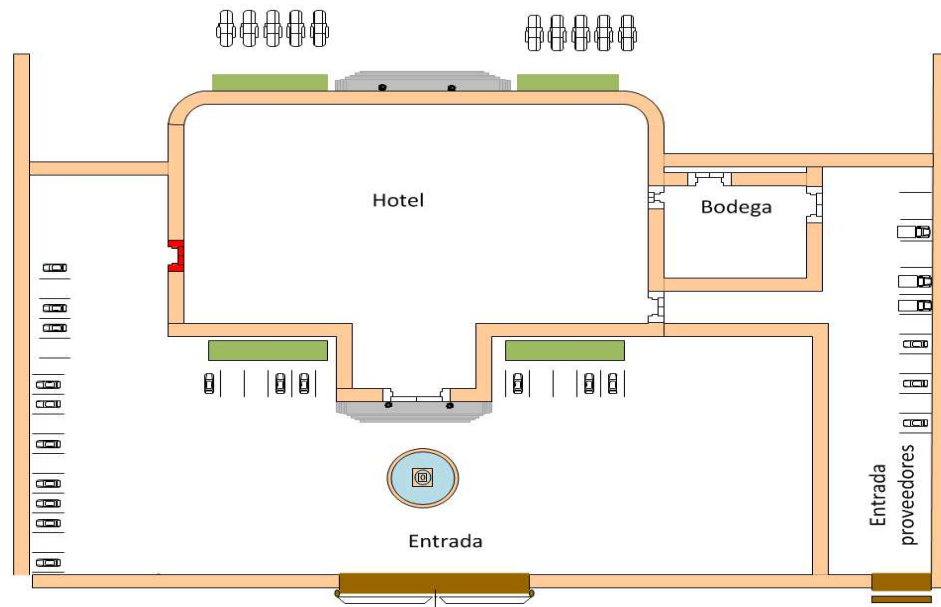 Hotel
Bodega
Entrada
Entrada
proveedores